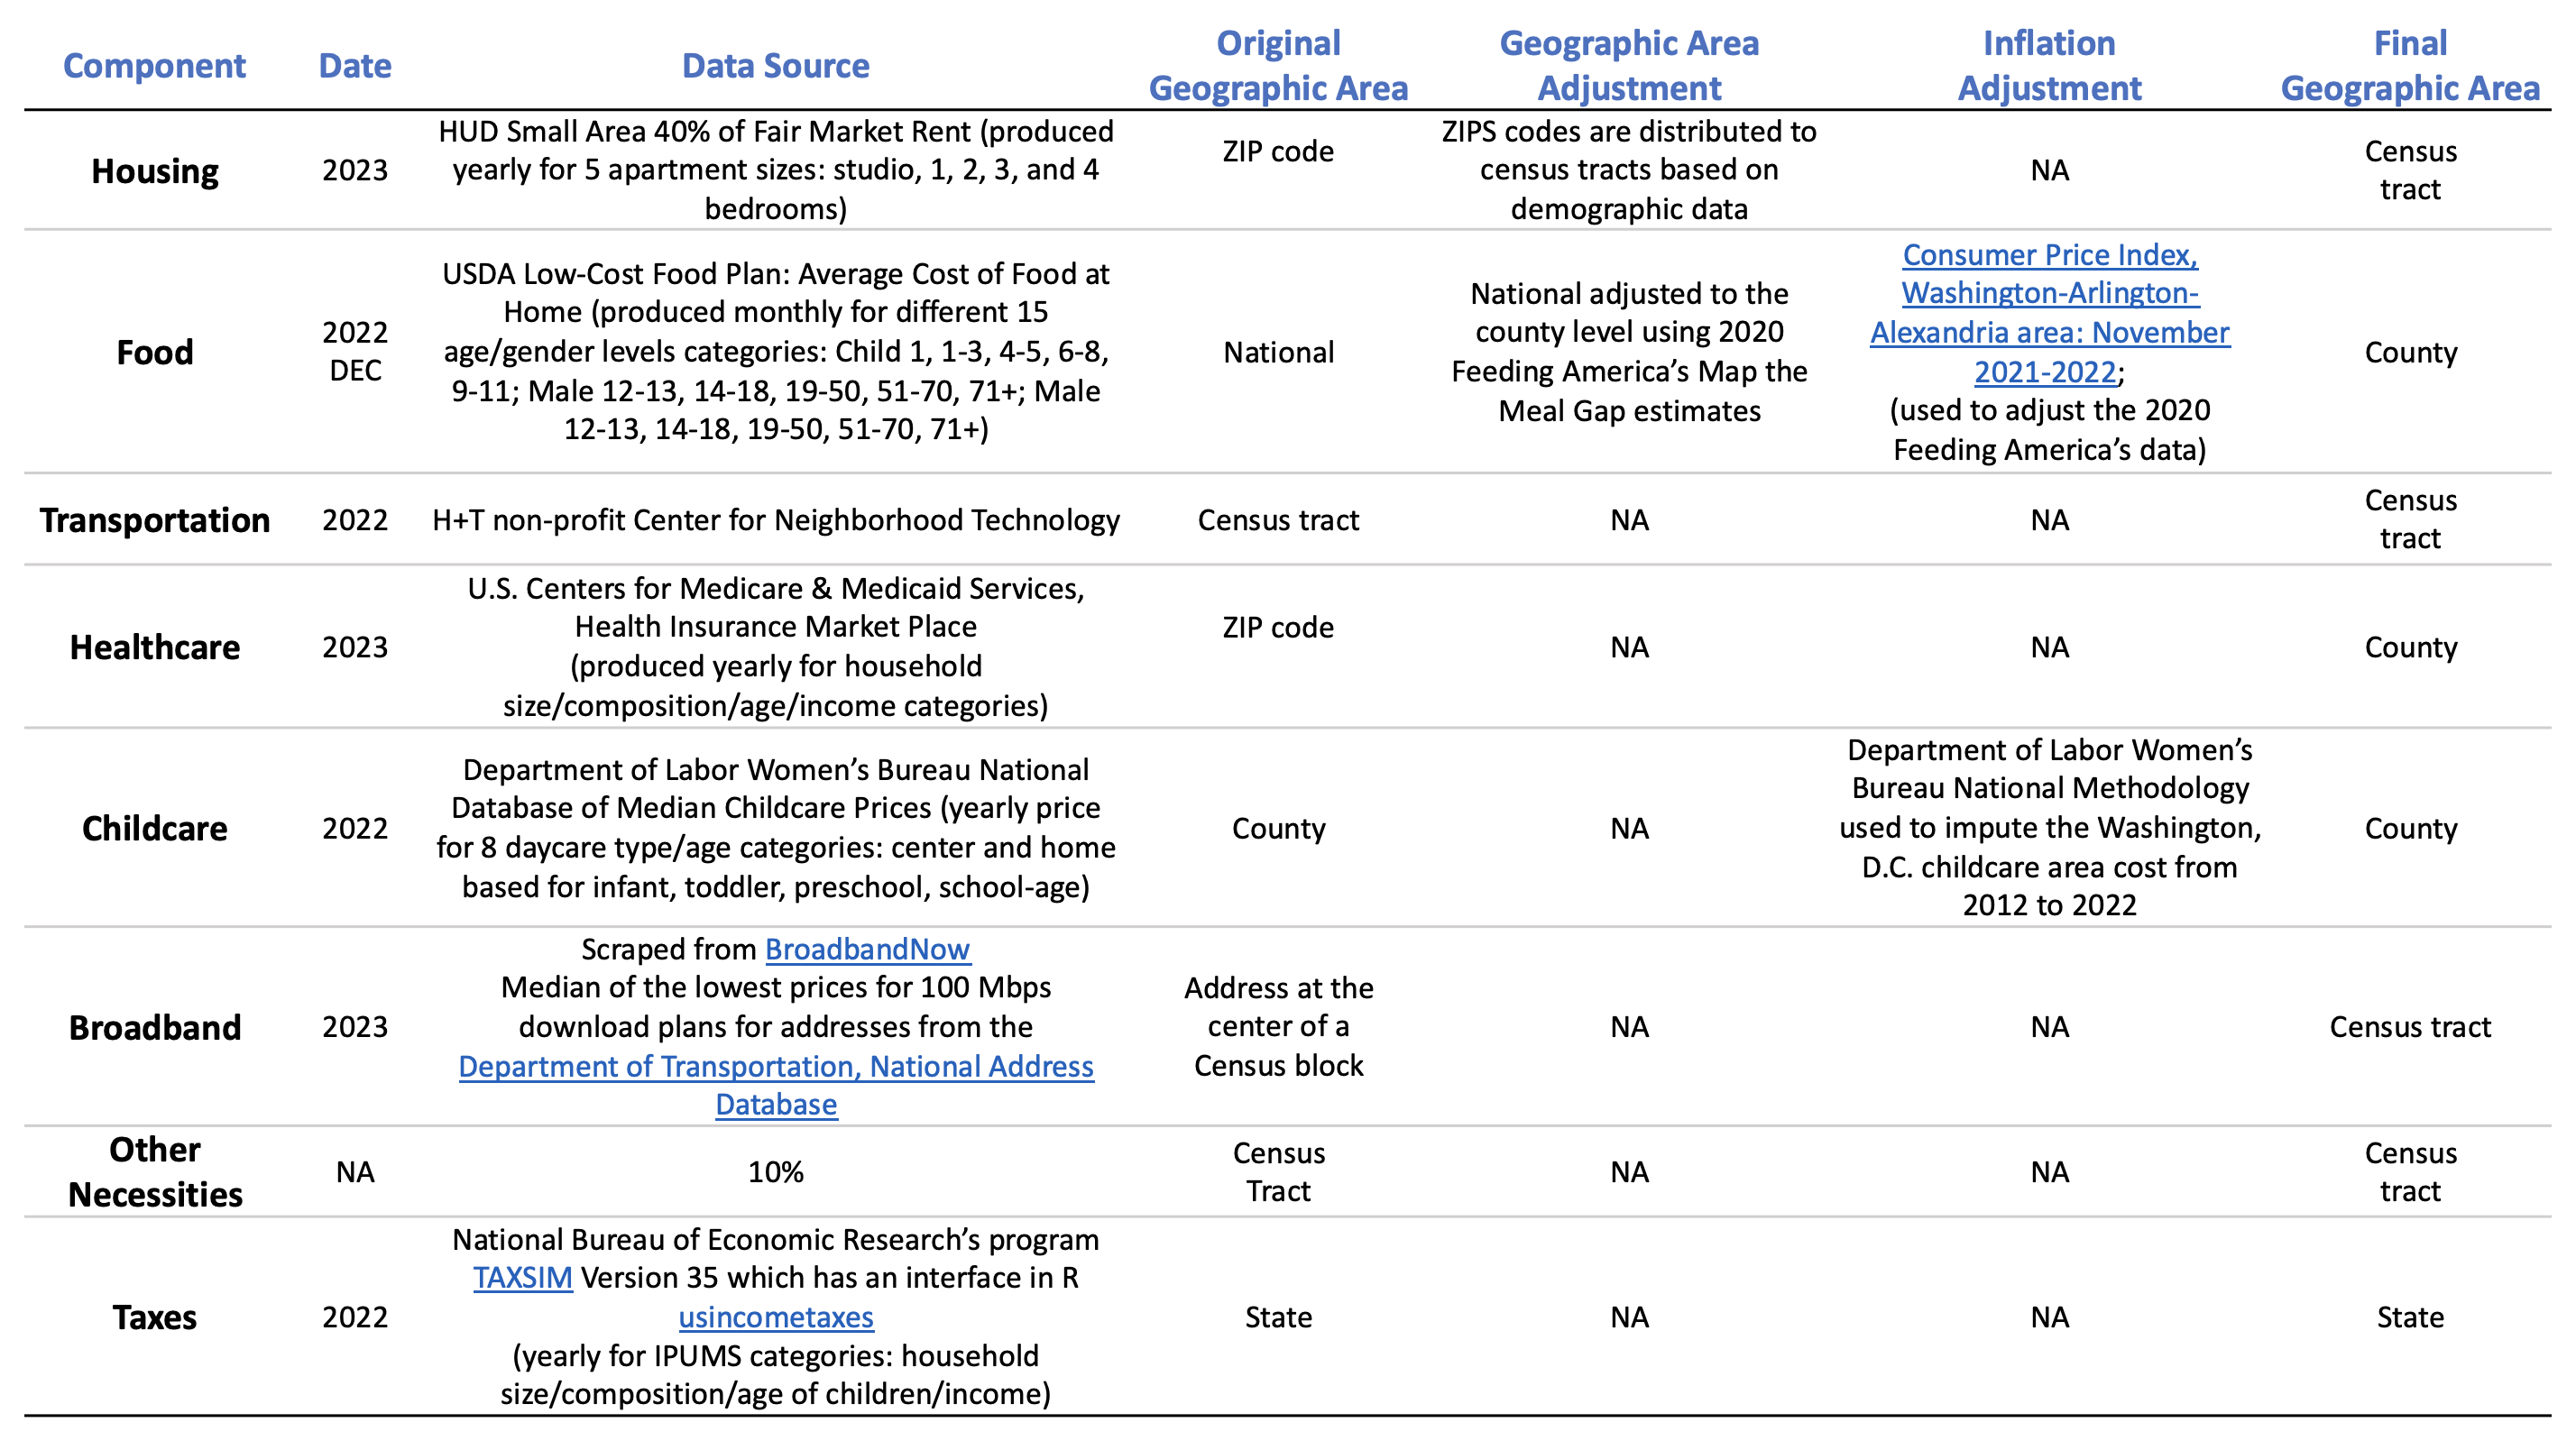 Component
Date
Data Source
Original
Geographic Area
Geographic Area
Adjustment
Inflation
Adjustment
Final
Geographic Area
Housing
2023
HUD Small Area 40% of Fair Market Rent (produced
yearly for 5 apartment sizes: studio, 1, 2, 3, and 4
bedrooms)
ZIP code
ZIPS codes are distributed to
census tracts based on
demographic data
NA
Census
tract
Food
2022
DEC
USDA Low-Cost Food Plan: Average Cost of Food at
Home (produced monthly for different 15
age/gender levels categories: Child 1, 1-3, 4-5, 6-8,
9-11; Male 12-13, 14-18, 19-50, 51-70, 71+; Male
12-13, 14-18, 19-50, 51-70, 71+)
National
National adjusted to the
county level using 2020
Feeding America’s Map the
Meal Gap estimates
Consumer Price Index,
Washington-Arlington-
Alexandria area: November
2021-2022;
(used to adjust the 2020
Feeding America’s data)
County
Transportation
2022
H+T non-profit Center for Neighborhood Technology
Census tract
NA
NA
Census
tract
Healthcare
2023
U.S. Centers for Medicare & Medicaid Services,
Health Insurance Market Place
(produced yearly for household
size/composition/age/income categories)
ZIP code
NA
NA
County
Childcare
2022
Department of Labor Women’s Bureau National
Database of Median Childcare Prices (yearly price
for 8 daycare type/age categories: center and home
based for infant, toddler, preschool, school-age)
County
NA
Department of Labor Women’s
Bureau National Methodology
used to impute the Washington,
D.C. childcare area cost from
2012 to 2022
County
Broadband
2023
Scraped from BroadbandNow
Median of the lowest prices for 100 Mbps
download plans for addresses from the
Department of Transportation, National Address
Database
Address at the
center of a
Census block
NA
NA
Census tract
Other
Necessities
NA
10%
Census
Tract
NA
NA
Census
tract
Taxes
2022
National Bureau of Economic Research’s program
TAXSIM Version 35 which has an interface in R
usincometaxes
(yearly for IPUMS categories: household
size/composition/age of children/income)
State
NA
NA
State